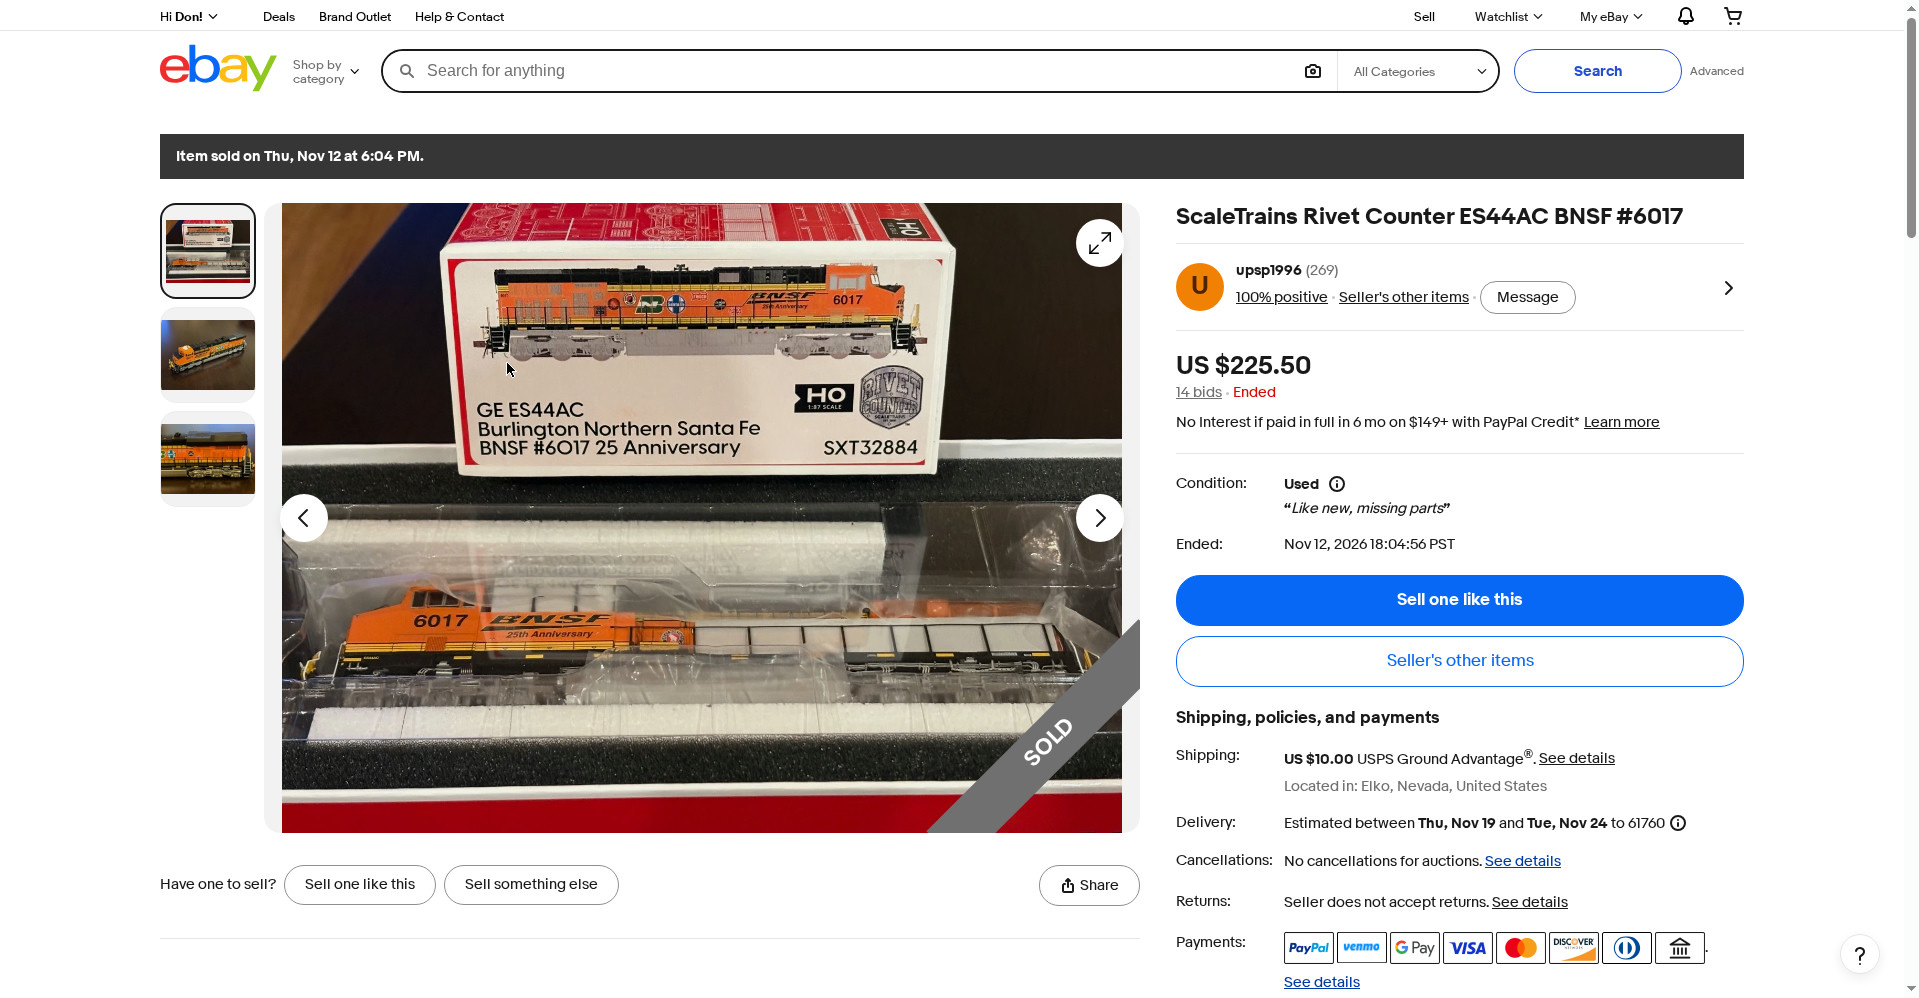 Hi Don!
Deals
Brand Outlet
Help & Contact
Sell
Watchlist
My eBay
ebay
Shop by category
Search for anything
All Categories
Search
Advanced
Item sold on Thu, Nov 12 at 6:04 PM.
HO
BNSF
25th Anniversary
6017
HO
1:87 SCALE
RIVET
COUNTER
SCALETRAINS
GE ES44AC
Burlington Northern Santa Fe
BNSF #6017 25 Anniversary
SXT32884
6017
BNSF
25th Anniversary
SOLD
ScaleTrains Rivet Counter ES44AC BNSF #6017
U
upsp1996 (269)
100% positive · Seller's other items · Message
US $225.50
14 bids · Ended
No Interest if paid in full in 6 mo on $149+ with PayPal Credit* Learn more
Condition: Used
“Like new, missing parts”
Ended: Nov 12, 2026 18:04:56 PST
Sell one like this
Seller's other items
Shipping, policies, and payments
Shipping: US $10.00 USPS Ground Advantage®. See details
Located in: Elko, Nevada, United States
Delivery: Estimated between Thu, Nov 19 and Tue, Nov 24 to 61760
Cancellations: No cancellations for auctions. See details
Returns: Seller does not accept returns. See details
Payments: PayPal venmo G Pay VISA DISCOVER .
See details
Have one to sell? Sell one like this Sell something else
Share
?